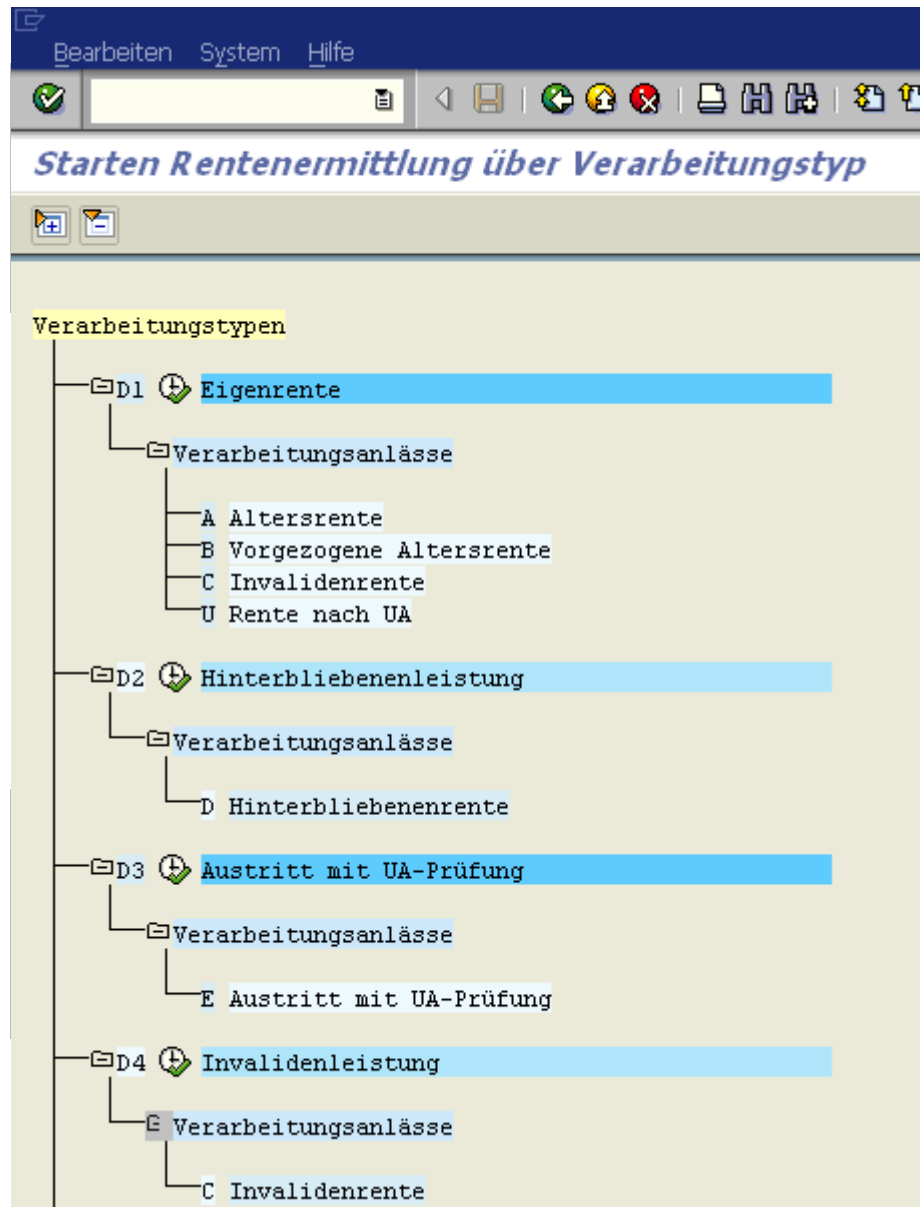 Bearbeiten System Hilfe
Starten Rentenermittlung über Verarbeitungstyp
Verarbeitungstypen
D1 Eigenrente
Verarbeitungsanlässe
A Altersrente
B Vorgezogene Altersrente
C Invalidenrente
U Rente nach UA
D2 Hinterbliebenenleistung
Verarbeitungsanlässe
D Hinterbliebenenrente
D3 Austritt mit UA-Prüfung
Verarbeitungsanlässe
E Austritt mit UA-Prüfung
D4 Invalidenleistung
Verarbeitungsanlässe
C Invalidenrente